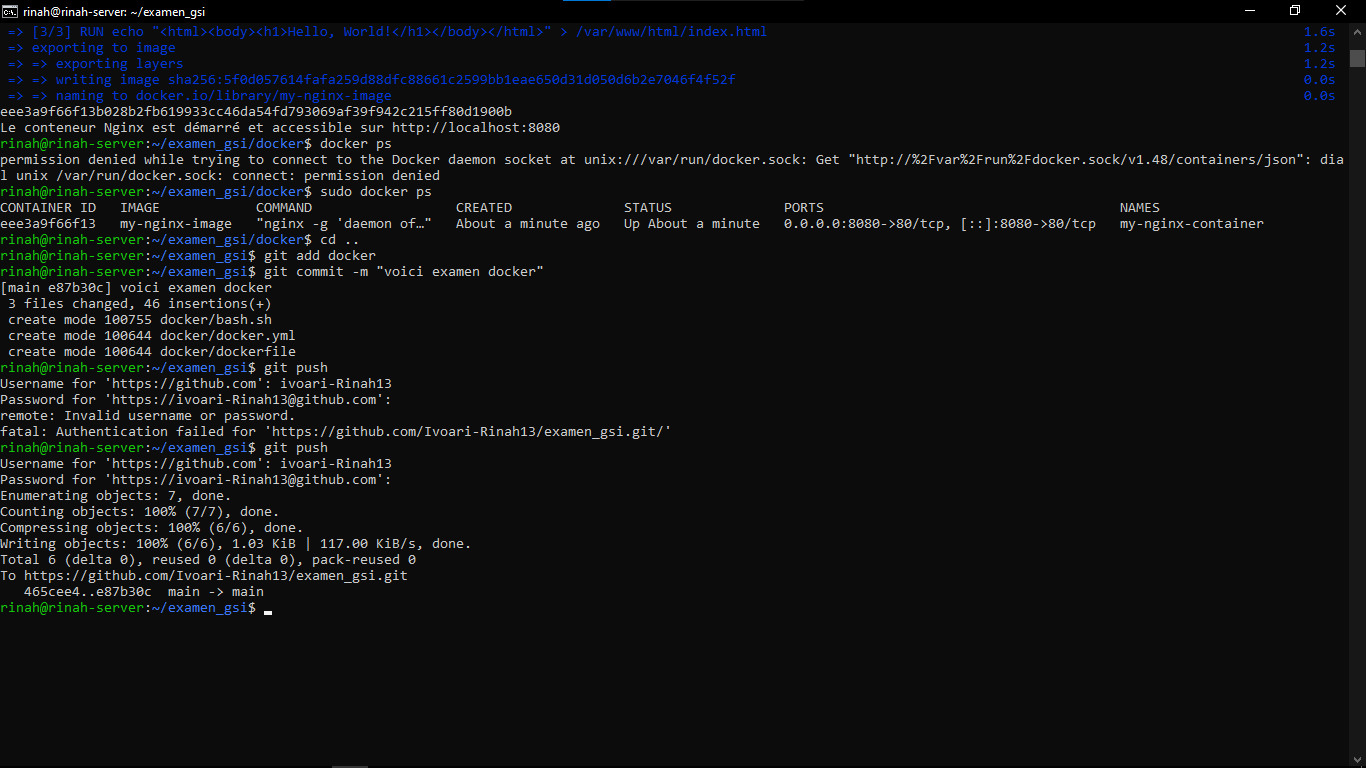 rinah@rinah-server: ~/examen_gsi
=> [3/3] RUN echo "<html><body><h1>Hello, World!</h1></body></html>" > /var/www/html/index.html 1.6s
=> exporting to image 1.2s
=> => exporting layers 1.2s
=> => writing image sha256:5f0d057614fafa259d88dfc88661c2599bb1eae650d31d050d6b2e7046f4f52f 0.0s
=> => naming to docker.io/library/my-nginx-image 0.0s
eee3a9f66f13b028b2fb619933cc46da54fd793069af39f942c215ff80d1900b
Le conteneur Nginx est démarré et accessible sur http://localhost:8080
rinah@rinah-server:~/examen_gsi/docker$ docker ps
permission denied while trying to connect to the Docker daemon socket at unix:///var/run/docker.sock: Get "http://%2Fvar%2Frun%2Fdocker.sock/v1.48/containers/json": dia
l unix /var/run/docker.sock: connect: permission denied
rinah@rinah-server:~/examen_gsi/docker$ sudo docker ps
CONTAINER ID IMAGE COMMAND CREATED STATUS PORTS NAMES
eee3a9f66f13 my-nginx-image "nginx -g 'daemon of…" About a minute ago Up About a minute 0.0.0.0:8080->80/tcp, [::]:8080->80/tcp my-nginx-container
rinah@rinah-server:~/examen_gsi/docker$ cd ..
rinah@rinah-server:~/examen_gsi$ git add docker
rinah@rinah-server:~/examen_gsi$ git commit -m "voici examen docker"
[main e87b30c] voici examen docker
3 files changed, 46 insertions(+)
create mode 100755 docker/bash.sh
create mode 100644 docker/docker.yml
create mode 100644 docker/dockerfile
rinah@rinah-server:~/examen_gsi$ git push
Username for 'https://github.com': ivoari-Rinah13
Password for 'https://ivoari-Rinah13@github.com':
remote: Invalid username or password.
fatal: Authentication failed for 'https://github.com/Ivoari-Rinah13/examen_gsi.git/'
rinah@rinah-server:~/examen_gsi$ git push
Username for 'https://github.com': ivoari-Rinah13
Password for 'https://ivoari-Rinah13@github.com':
Enumerating objects: 7, done.
Counting objects: 100% (7/7), done.
Compressing objects: 100% (6/6), done.
Writing objects: 100% (6/6), 1.03 KiB | 117.00 KiB/s, done.
Total 6 (delta 0), reused 0 (delta 0), pack-reused 0
To https://github.com/Ivoari-Rinah13/examen_gsi.git
465cee4..e87b30c main -> main
rinah@rinah-server:~/examen_gsi$